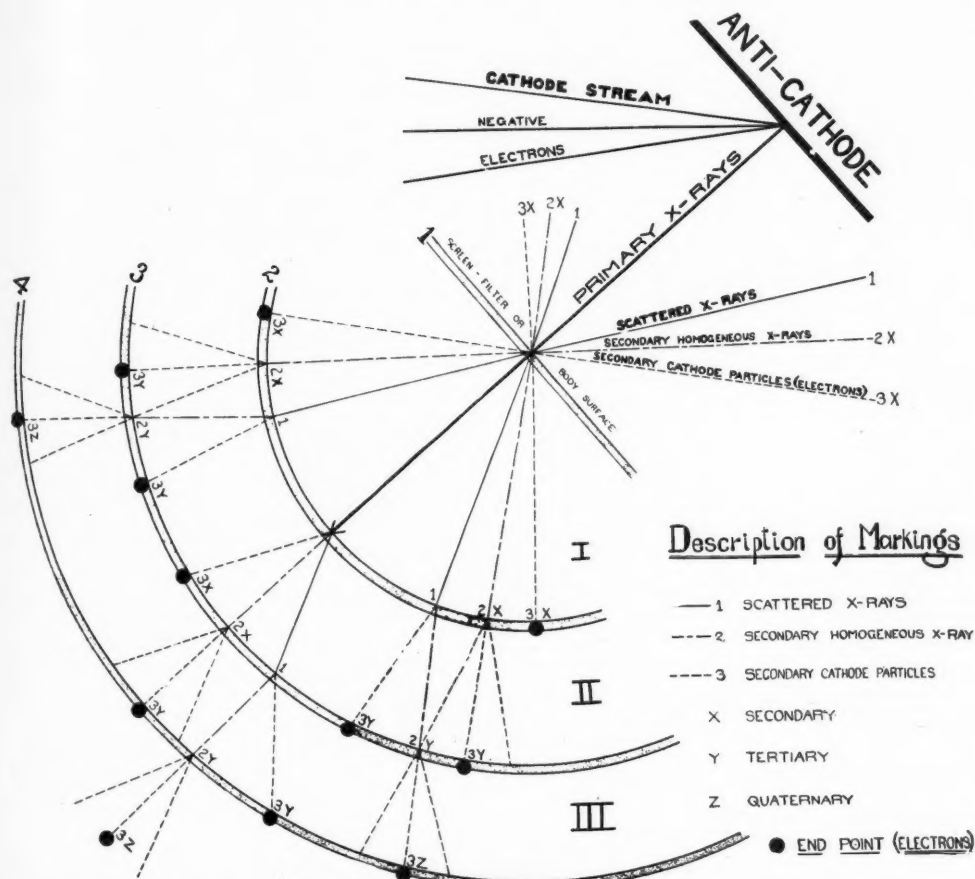 ANTI-CATHODE
CATHODE STREAM
NEGATIVE
ELECTRONS
PRIMARY X-RAYS
3X
2X
1
1
SCREEN-FILTER OR
BODY SURFACE
SCATTERED X-RAYS
1
SECONDARY HOMOGENEOUS X-RAYS
2X
SECONDARY CATHODE PARTICLES (ELECTRONS)
3X
4
3
2
3X
2X
1
3Y
2Y
3Z
3Y
3X
2X
1
3Y
2Y
3Z
3Y
1
2X
3X
3Y
2Y
3Y
3Z
I
II
III
Description of Markings
1 SCATTERED X-RAYS
2 SECONDARY HOMOGENEOUS X-RAY
3 SECONDARY CATHODE PARTICLES
X SECONDARY
Y TERTIARY
Z QUATERNARY
END POINT (ELECTRONS)